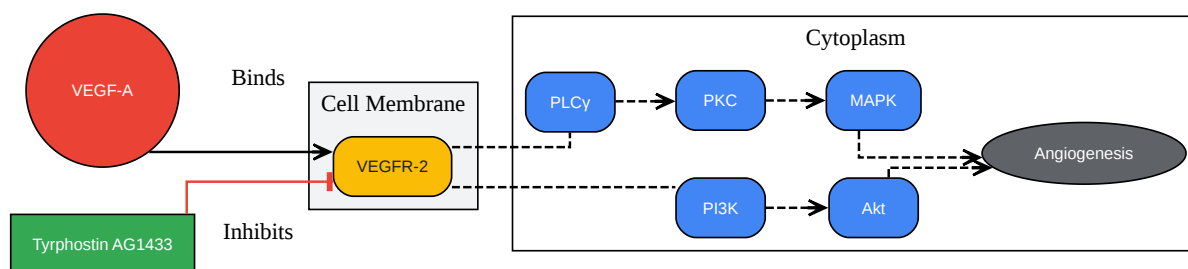 VEGF-A
Binds
Inhibits
Tyrphostin AG1433
Cell Membrane
VEGFR-2
Cytoplasm
PLCγ
PKC
MAPK
PI3K
Akt
Angiogenesis